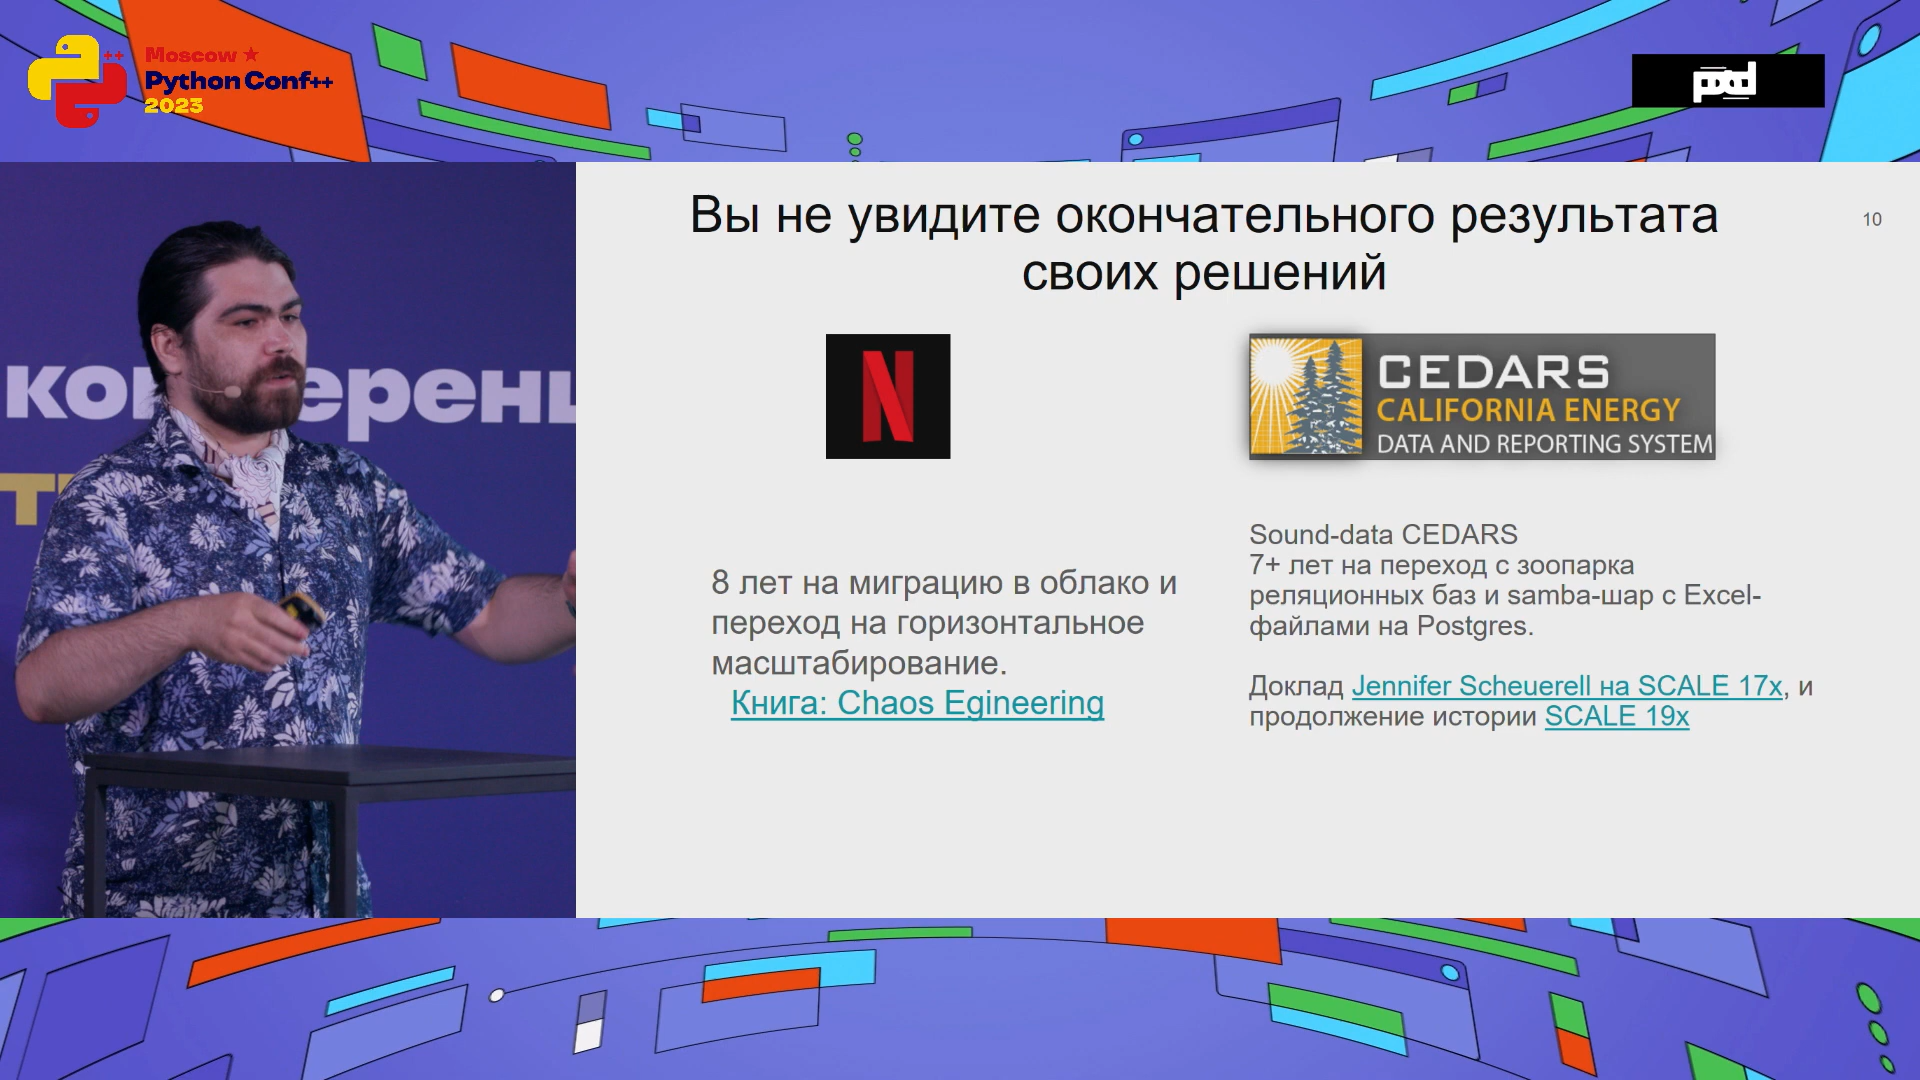 ++
Moscow ★
Python Conf++
2023
pxd
Вы не увидите окончательного результата
своих решений
10
N
CEDARS
CALIFORNIA ENERGY
DATA AND REPORTING SYSTEM
8 лет на миграцию в облако и
переход на горизонтальное
масштабирование.
Книга: Chaos Egineering
Sound-data CEDARS
7+ лет на переход с зоопарка
реляционных баз и samba-шар с Excel-
файлами на Postgres.
Доклад Jennifer Scheuerell на SCALE 17x, и
продолжение истории SCALE 19x